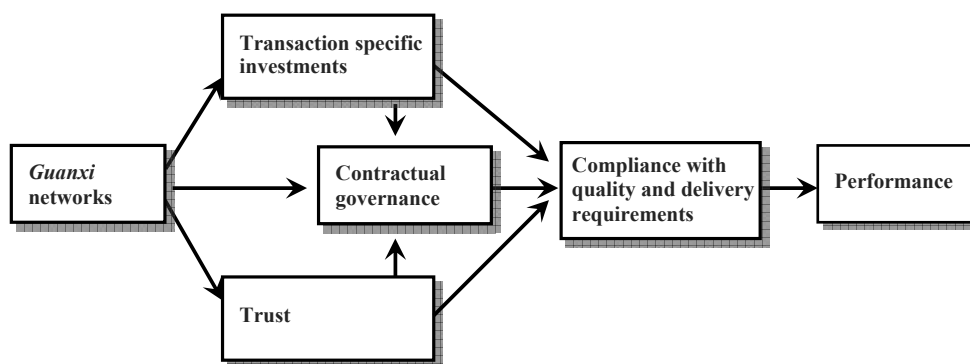 Transaction specific
investments
Guanxi
networks
Contractual
governance
Compliance with
quality and delivery
requirements
Performance
Trust